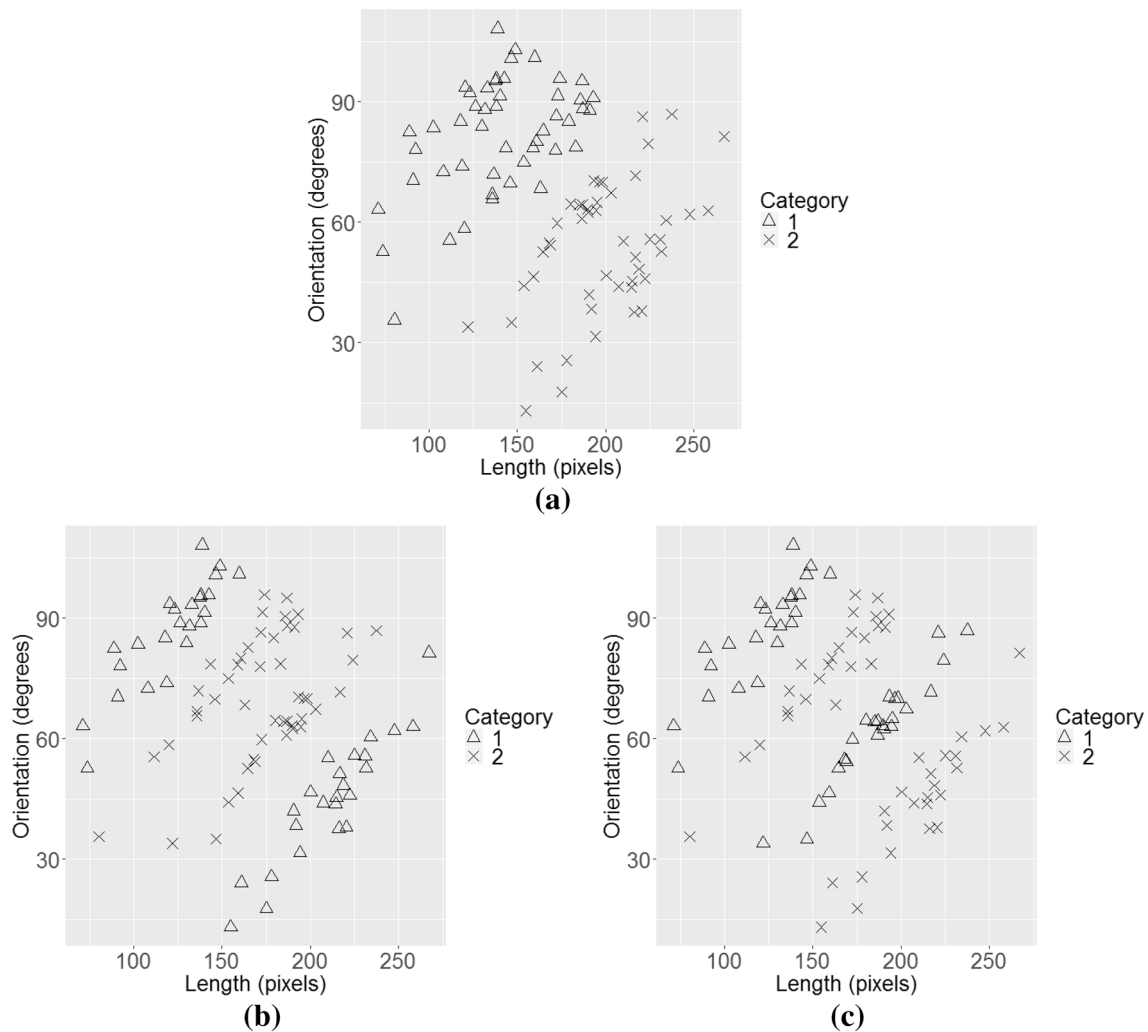 90
60
30
Orientation (degrees)
100 150 200 250
Length (pixels)
Category
1
2
(a)
90
60
30
Orientation (degrees)
100 150 200 250
Length (pixels)
Category
1
2
(b)
90
60
30
Orientation (degrees)
100 150 200 250
Length (pixels)
Category
1
2
(c)